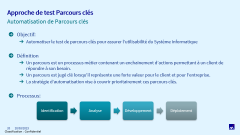 Approche de test Parcours clés
Automatisation de Parcours clés
Objectif:
Automatiser le test de parcours clés pour assurer l'utilisabilité du Système Informatique.
Définition
Un parcours est un processus métier contenant un enchaînement d'actions permettant à un client de
répondre à son besoin.
Un parcours est jugé clé lorsqu'il représente une forte valeur pour le client et pour l'entreprise.
La stratégie d'automatisation vise à couvrir prioritairement ces parcours clé.
Processus:
Identification
Analyse
Développement
Déploiement
Classification : Confidential